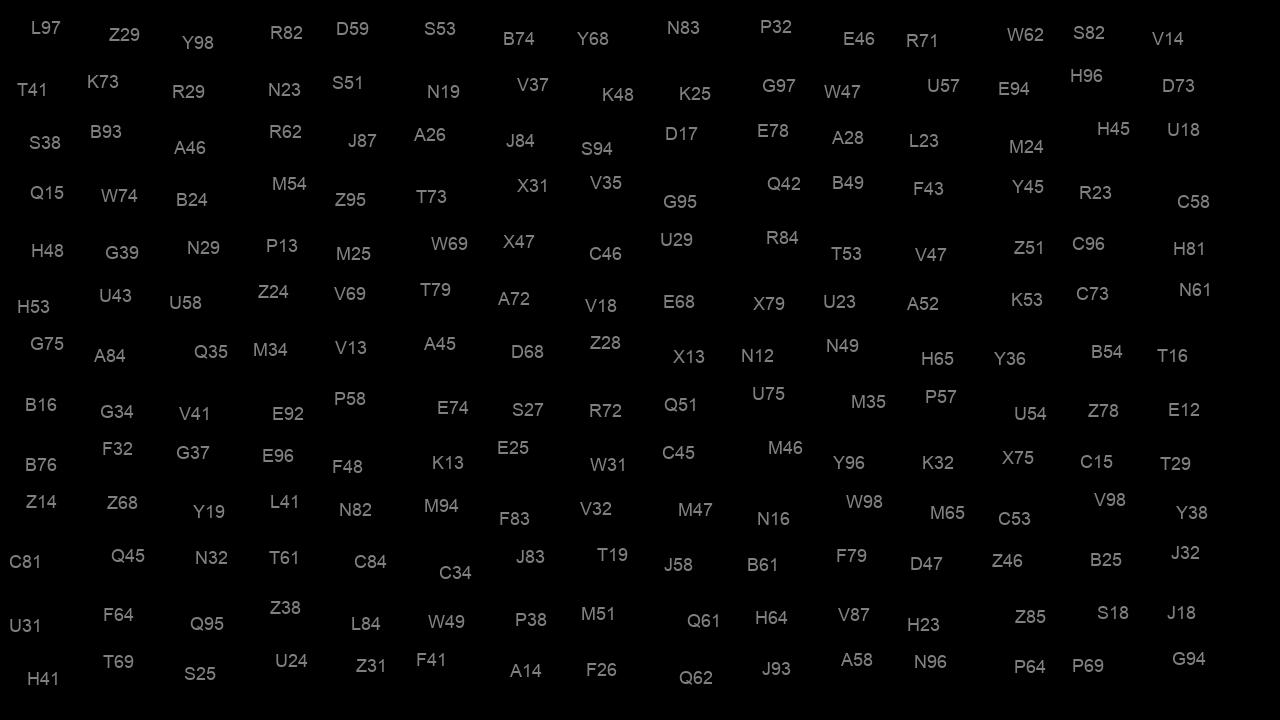 L97 Z29 Y98 R82 D59 S53 B74 Y68 N83 P32 E46 R71 W62 S82 V14
T41 K73 R29 N23 S51 N19 V37 K48 K25 G97 W47 U57 E94 H96 D73
S38 B93 A46 R62 J87 A26 J84 S94 D17 E78 A28 L23 M24 H45 U18
Q15 W74 B24 M54 Z95 T73 X31 V35 G95 Q42 B49 F43 Y45 R23 C58
H48 G39 N29 P13 M25 W69 X47 C46 U29 R84 T53 V47 Z51 C96 H81
H53 U43 U58 Z24 V69 T79 A72 V18 E68 X79 U23 A52 K53 C73 N61
G75 A84 Q35 M34 V13 A45 D68 Z28 X13 N12 N49 H65 Y36 B54 T16
B16 G34 V41 E92 P58 E74 S27 R72 Q51 U75 M35 P57 U54 Z78 E12
B76 F32 G37 E96 F48 K13 E25 W31 C45 M46 Y96 K32 X75 C15 T29
Z14 Z68 Y19 L41 N82 M94 F83 V32 M47 N16 W98 M65 C53 V98 Y38
C81 Q45 N32 T61 C84 C34 J83 T19 J58 B61 F79 D47 Z46 B25 J32
U31 F64 Q95 Z38 L84 W49 P38 M51 Q61 H64 V87 H23 Z85 S18 J18
H41 T69 S25 U24 Z31 F41 A14 F26 Q62 J93 A58 N96 P64 P69 G94